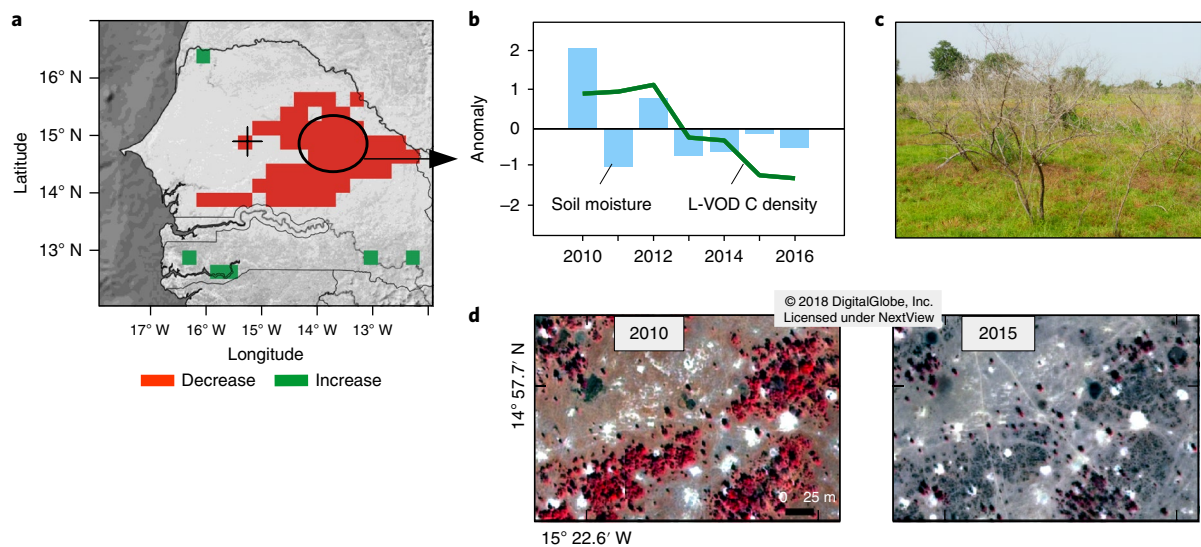 a
16° N
15° N
14° N
13° N
Latitude
17° W 16° W 15° W 14° W 13° W
Longitude
Decrease Increase
b
2
1
0
–1
–2
Anomaly
Soil moisture L-VOD C density
2010 2012 2014 2016
c
© 2018 DigitalGlobe, Inc.
Licensed under NextView
d
2010
2015
14° 57.7′ N
0 25 m
15° 22.6′ W